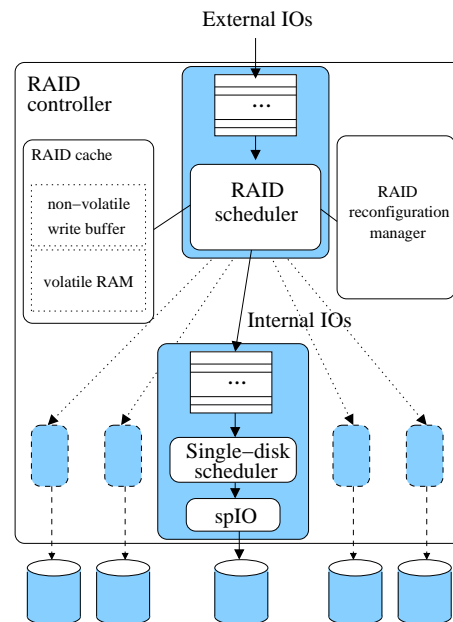 External IOs
RAID
controller
...
RAID cache
non−volatile
write buffer
volatile RAM
RAID
scheduler
RAID
reconfiguration
manager
Internal IOs
...
Single−disk
scheduler
spIO